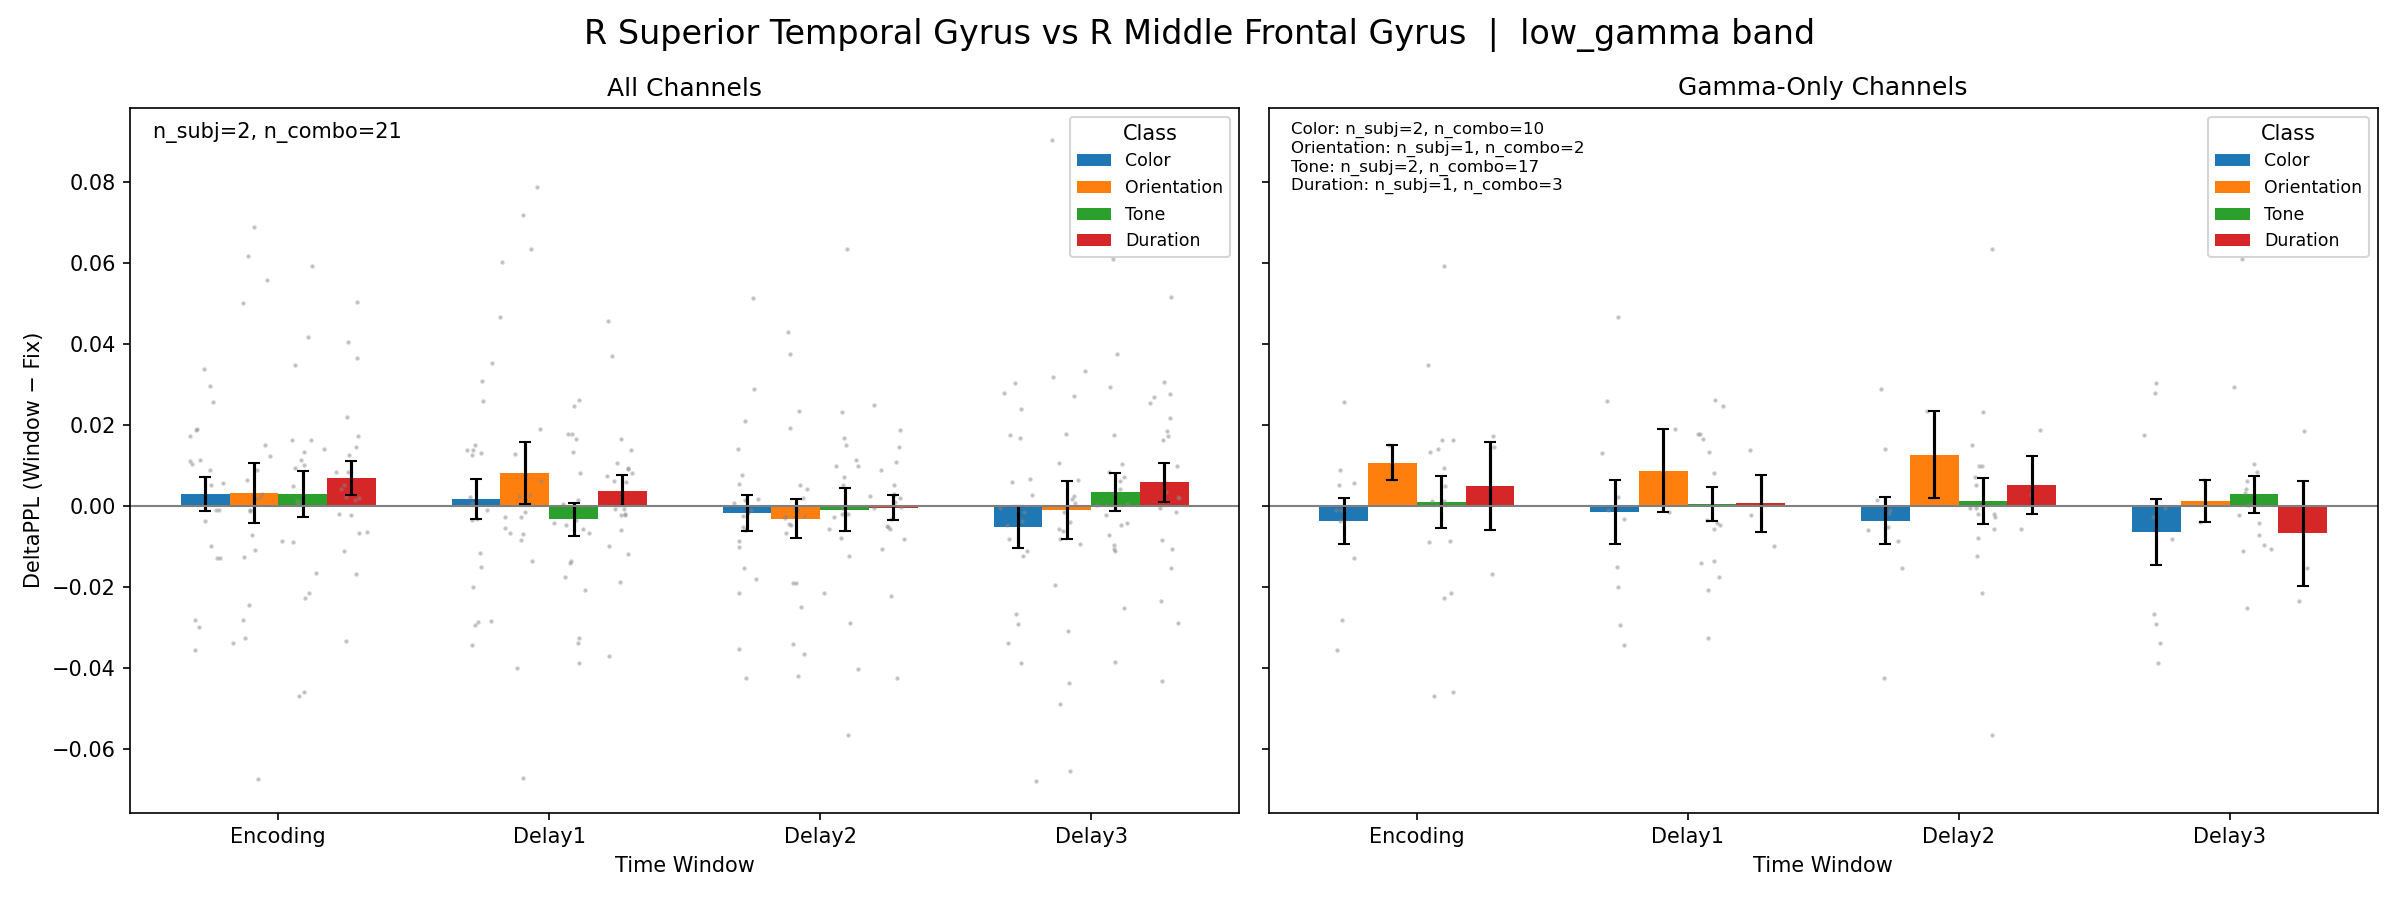 R Superior Temporal Gyrus vs R Middle Frontal Gyrus | low_gamma band
All Channels
n_subj=2, n_combo=21
Class
Color
Orientation
Tone
Duration
DeltaPPL (Window − Fix)
0.08
0.06
0.04
0.02
0.00
−0.02
−0.04
−0.06
Encoding
Delay1
Delay2
Delay3
Time Window
Gamma-Only Channels
Color: n_subj=2, n_combo=10
Orientation: n_subj=1, n_combo=2
Tone: n_subj=2, n_combo=17
Duration: n_subj=1, n_combo=3
Class
Color
Orientation
Tone
Duration
Encoding
Delay1
Delay2
Delay3
Time Window